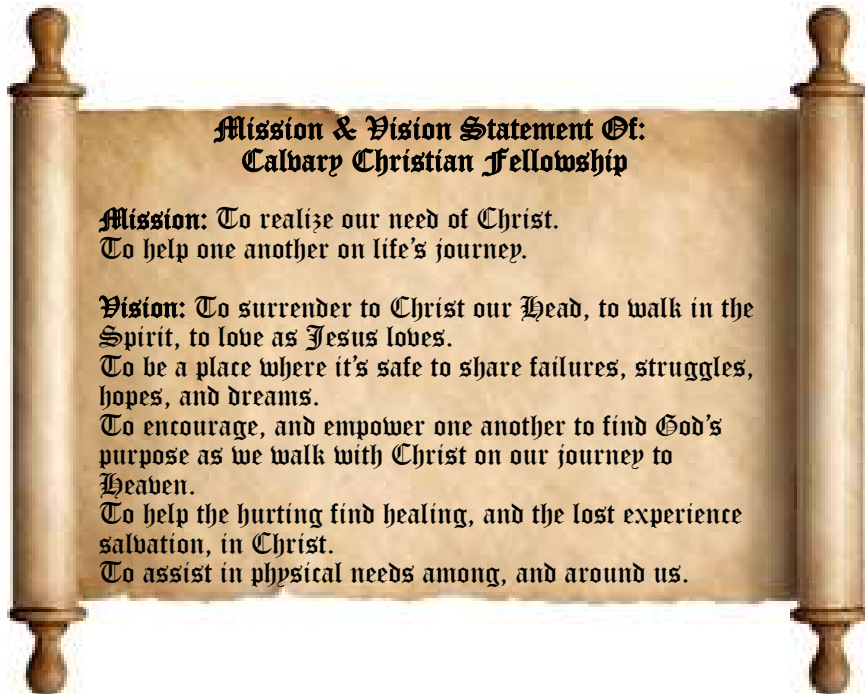 Mission & Vision Statement Of:
Calvary Christian Fellowship
Mission: To realize our need of Christ.
To help one another on life's journey.
Vision: To surrender to Christ our Head, to walk in the
Spirit, to love as Jesus loves.
To be a place where it's safe to share failures, struggles,
hopes, and dreams.
To encourage, and empower one another to find God's
purpose as we walk with Christ on our journey to
Heaven.
To help the hurting find healing, and the lost experience
salvation, in Christ.
To assist in physical needs among, and around us.